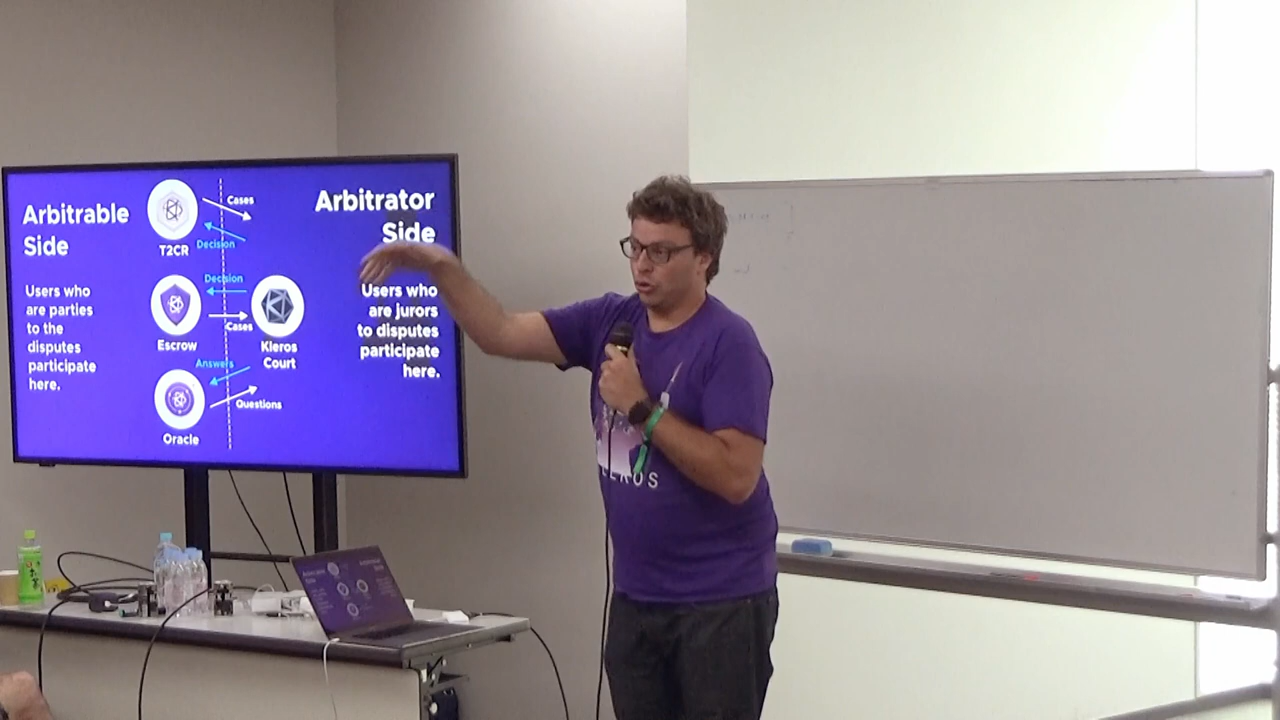 Arbitrable
Side
Users who
are parties
to the
disputes
participate
here.
T2CR
Cases
Decision
Escrow
Decision
Cases
Kleros
Court
Oracle
Answers
Questions
Arbitrator
Side
Users who
are jurors
to disputes
participate
here.